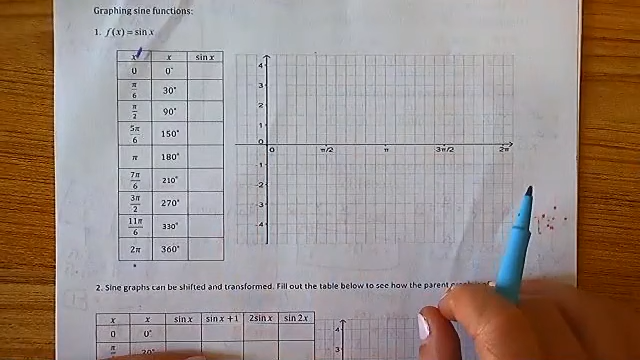 Graphing sine functions:
1. f(x) = sin x
x x sin x
0 0°
π/6 30°
π/2 90°
5π/6 150°
π 180°
7π/6 210°
3π/2 270°
11π/6 330°
2π 360°
4
3
2
1
0
0 π/2 π 3π/2 2π
-1
-2
-3
-4
2. Sine graphs can be shifted and transformed. Fill out the table below to see how the parent
x x sin x sin x + 1 2sin x sin 2x
0 0°
4
3